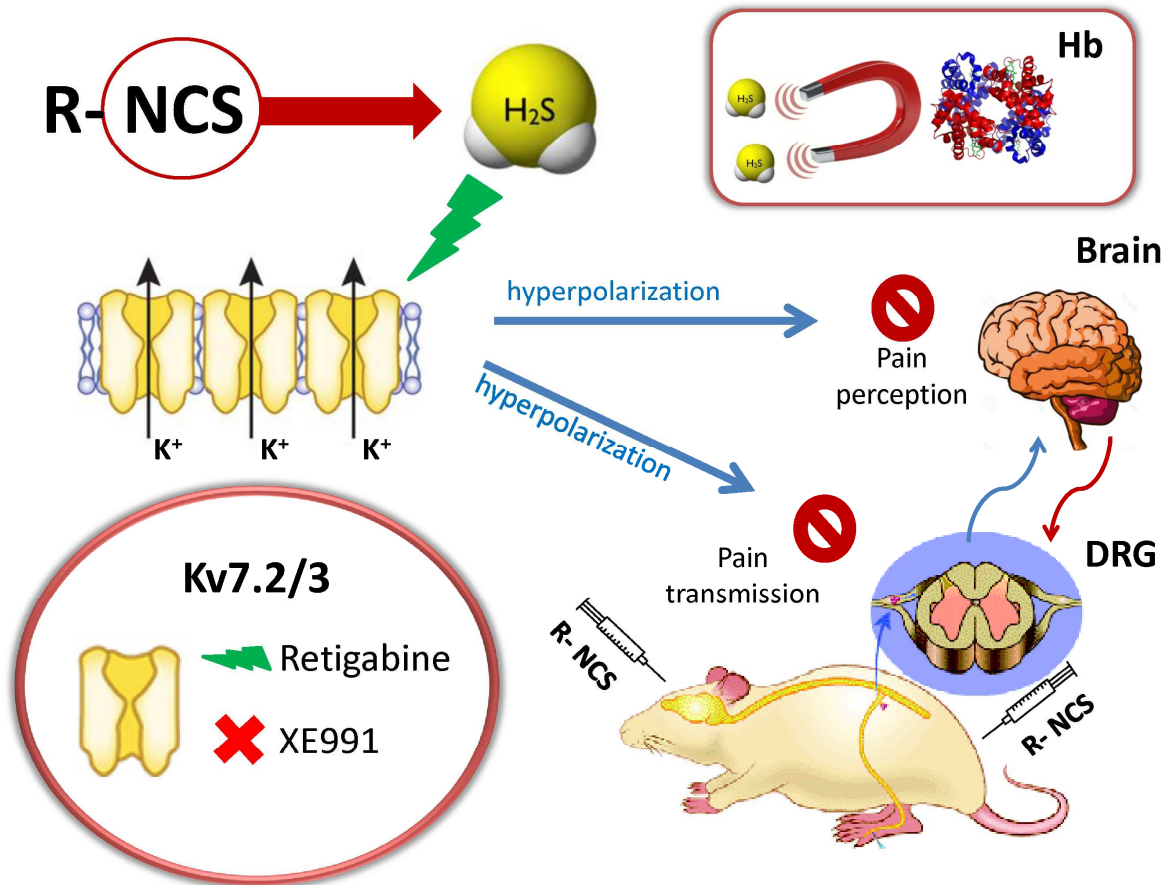 R- NCS
H₂S
Hb
H₂S
H₂S
Brain
hyperpolarization
Pain
perception
hyperpolarization
K⁺
K⁺
K⁺
DRG
Pain
transmission
Kv7.2/3
Retigabine
XE991
R- NCS
R- NCS